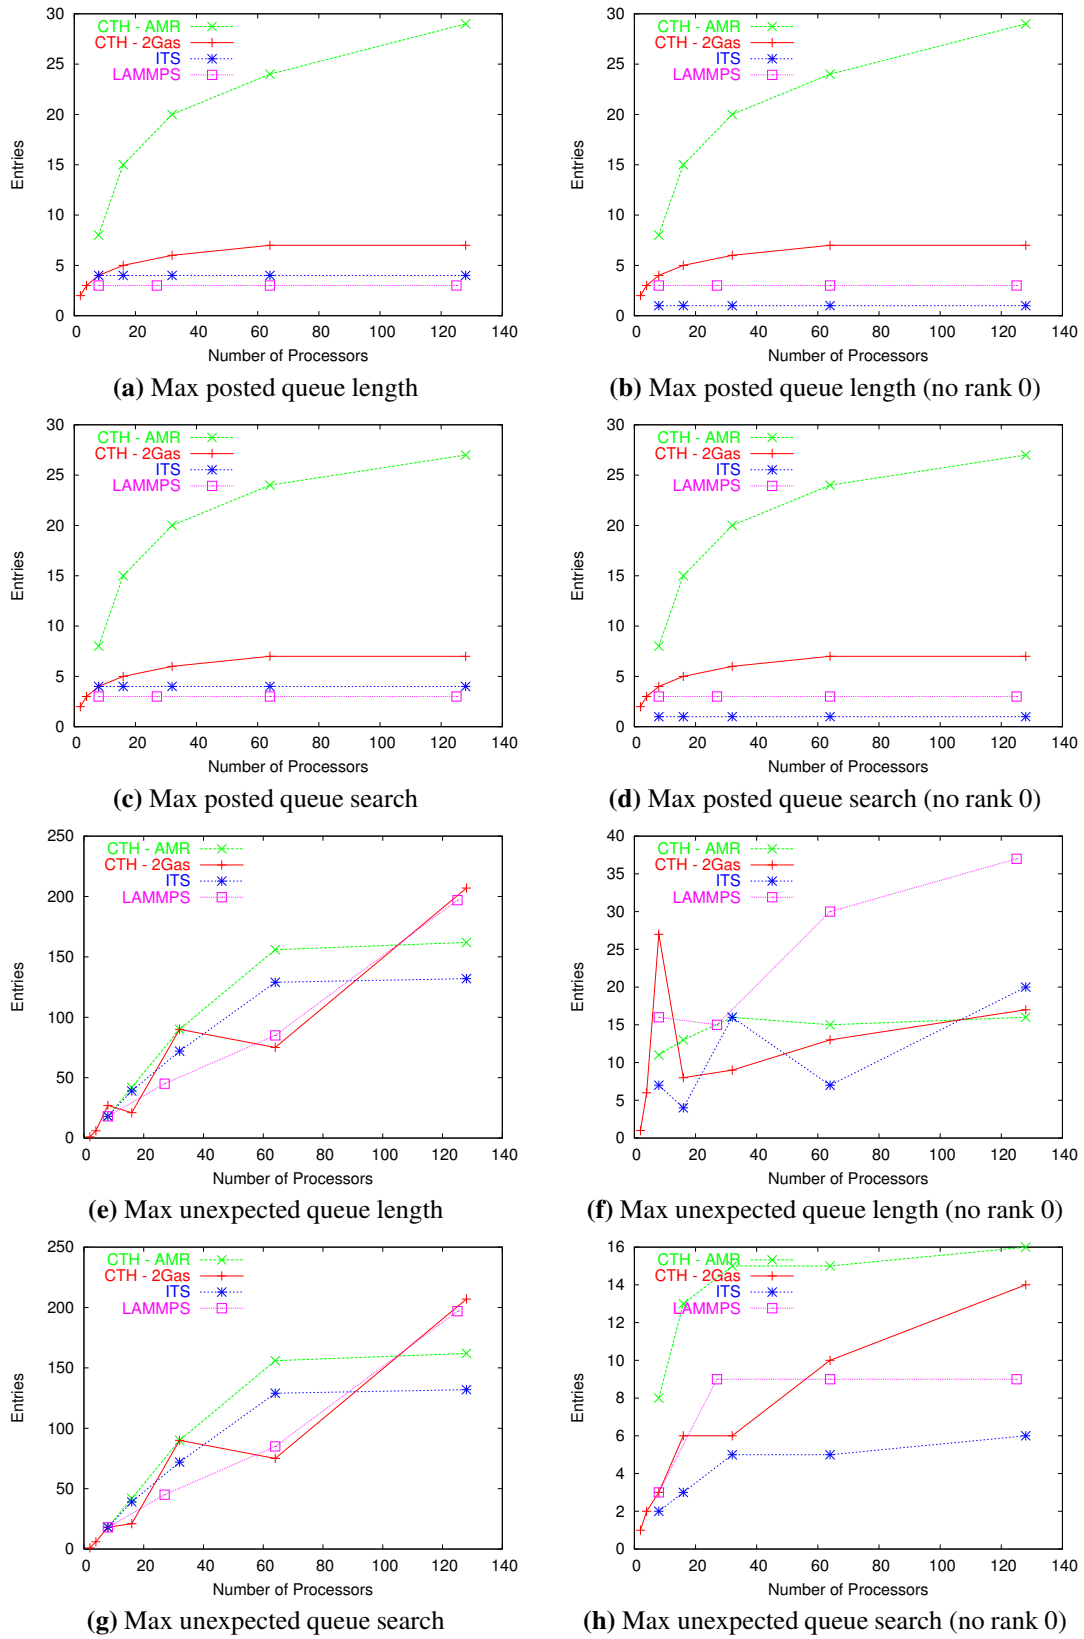 30
25
20
15
10
5
0
0 20 40 60 80 100 120 140
Entries
Number of Processors
CTH - AMR
CTH - 2Gas
ITS
LAMMPS
(a) Max posted queue length
30
25
20
15
10
5
0
0 20 40 60 80 100 120 140
Entries
Number of Processors
CTH - AMR
CTH - 2Gas
ITS
LAMMPS
(b) Max posted queue length (no rank 0)
30
25
20
15
10
5
0
0 20 40 60 80 100 120 140
Entries
Number of Processors
CTH - AMR
CTH - 2Gas
ITS
LAMMPS
(c) Max posted queue search
30
25
20
15
10
5
0
0 20 40 60 80 100 120 140
Entries
Number of Processors
CTH - AMR
CTH - 2Gas
ITS
LAMMPS
(d) Max posted queue search (no rank 0)
250
200
150
100
50
0
0 20 40 60 80 100 120 140
Entries
Number of Processors
CTH - AMR
CTH - 2Gas
ITS
LAMMPS
(e) Max unexpected queue length
40
35
30
25
20
15
10
5
0
0 20 40 60 80 100 120 140
Entries
Number of Processors
CTH - AMR
CTH - 2Gas
ITS
LAMMPS
(f) Max unexpected queue length (no rank 0)
250
200
150
100
50
0
0 20 40 60 80 100 120 140
Entries
Number of Processors
CTH - AMR
CTH - 2Gas
ITS
LAMMPS
(g) Max unexpected queue search
16
14
12
10
8
6
4
2
0
0 20 40 60 80 100 120 140
Entries
Number of Processors
CTH - AMR
CTH - 2Gas
ITS
LAMMPS
(h) Max unexpected queue search (no rank 0)